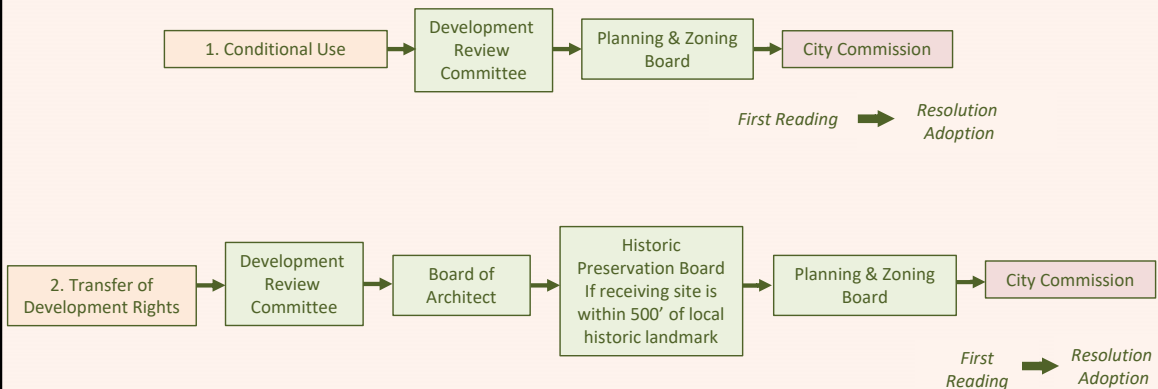 1. Conditional Use
Development
Review
Committee
Planning & Zoning
Board
City Commission
First Reading
Resolution
Adoption
2. Transfer of
Development Rights
Development
Review
Committee
Board of
Architect
Historic
Preservation Board
If receiving site is
within 500’ of local
historic landmark
Planning & Zoning
Board
City Commission
First
Reading
Resolution
Adoption